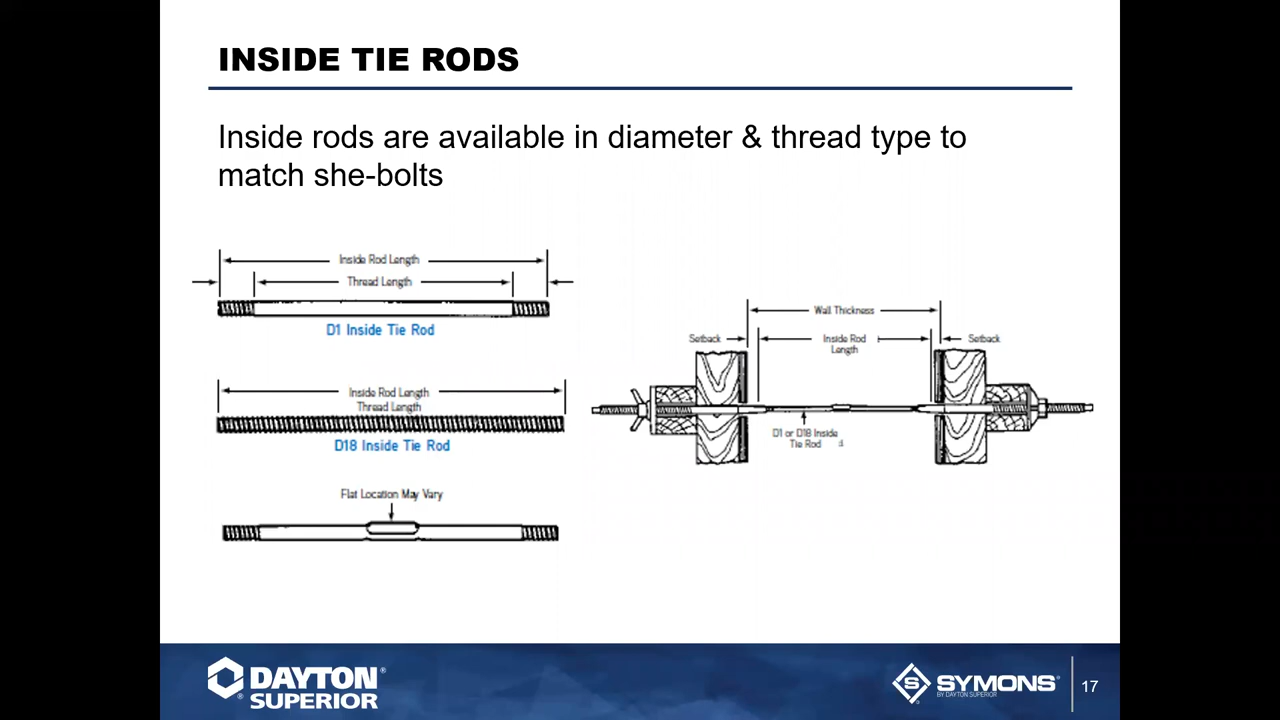 INSIDE TIE RODS
Inside rods are available in diameter & thread type to
match she-bolts
Inside Rod Length
Thread Length
D1 Inside Tie Rod
Inside Rod Length
Thread Length
D18 Inside Tie Rod
Flat Location May Vary
Wall Thickness
Setback
Inside Rod
Length
Setback
D1 or D18 Inside
Tie Rod
DAYTON
SUPERIOR
SYMONS
BY DAYTON SUPERIOR
17